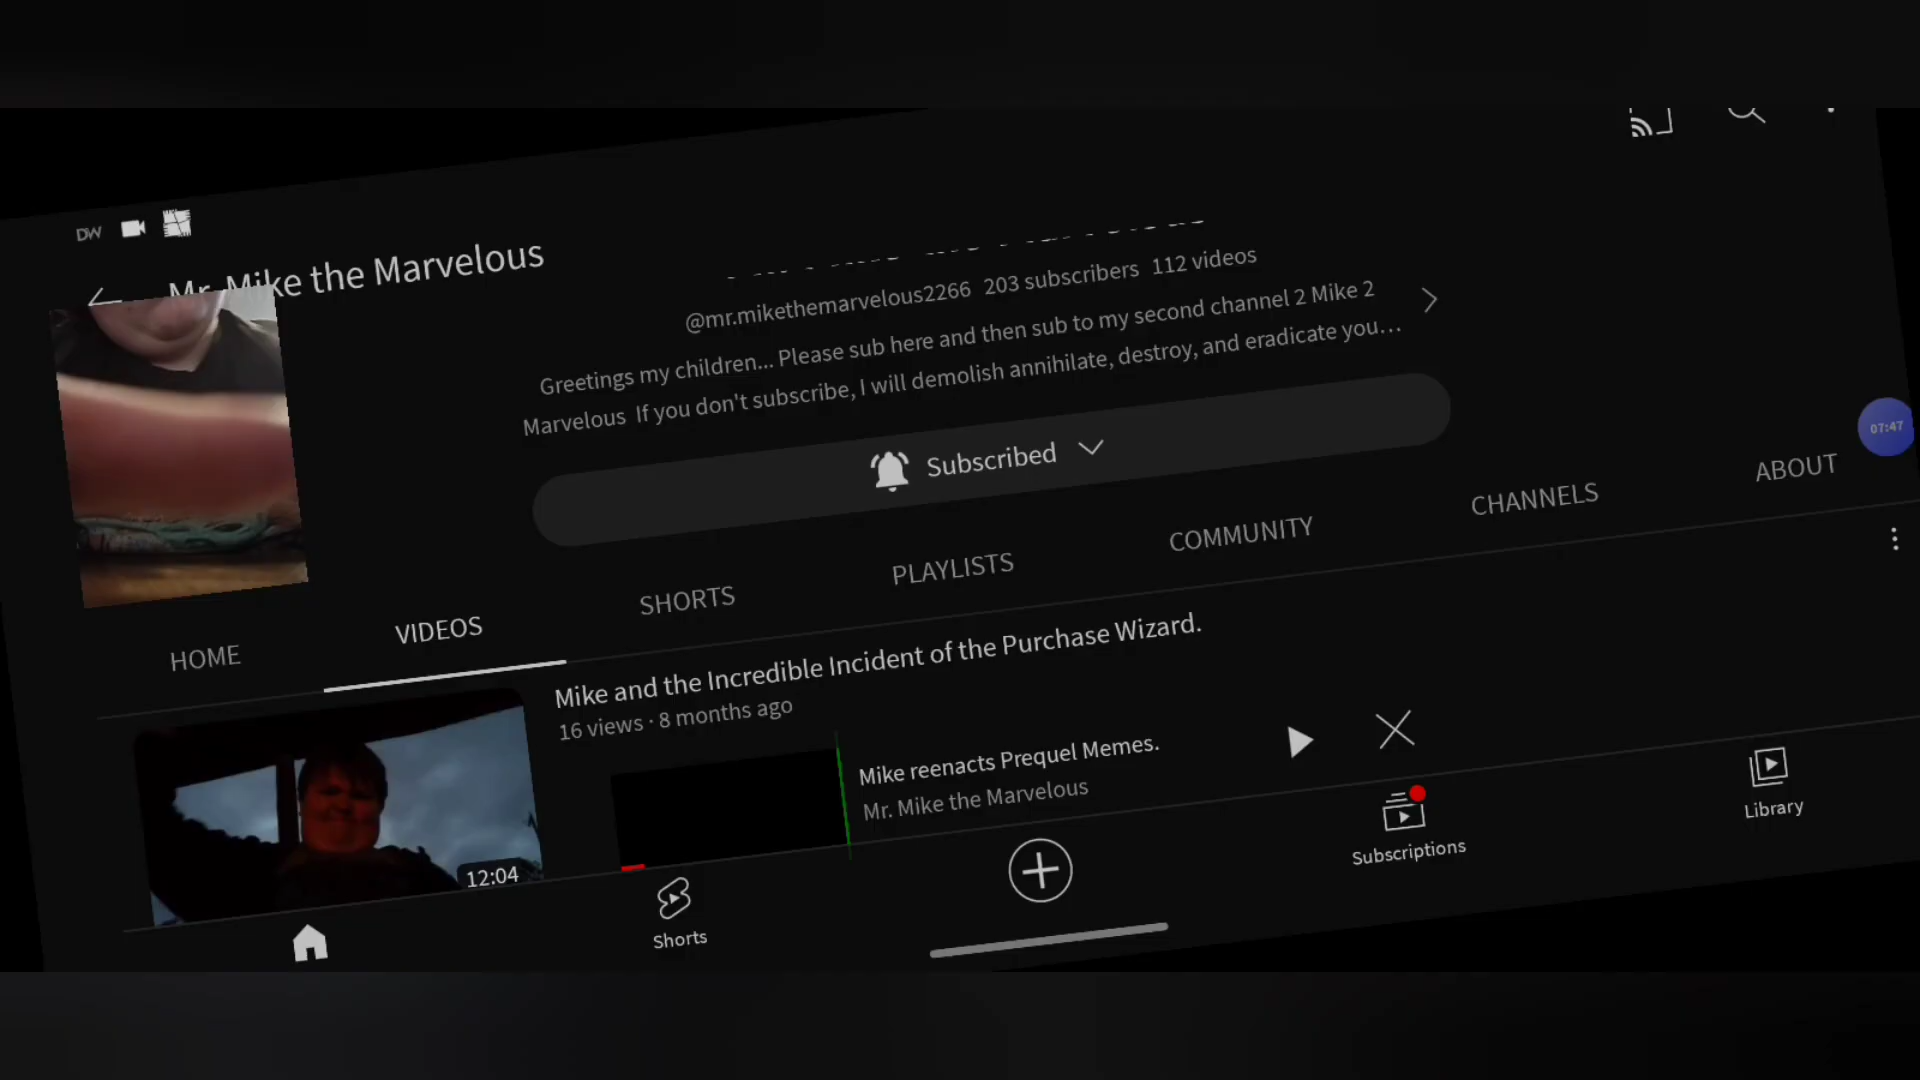 DW
Mr. Mike the Marvelous
@mr.mikethemarvelous2266 203 subscribers 112 videos
Greetings my children... Please sub here and then sub to my second channel 2 Mike 2
Marvelous If you don't subscribe, I will demolish annihilate, destroy, and eradicate you...
Subscribed
07:47
HOME VIDEOS SHORTS PLAYLISTS COMMUNITY CHANNELS ABOUT
Mike and the Incredible Incident of the Purchase Wizard.
16 views · 8 months ago
12:04
Mike reenacts Prequel Memes.
Mr. Mike the Marvelous
Shorts
Subscriptions
Library